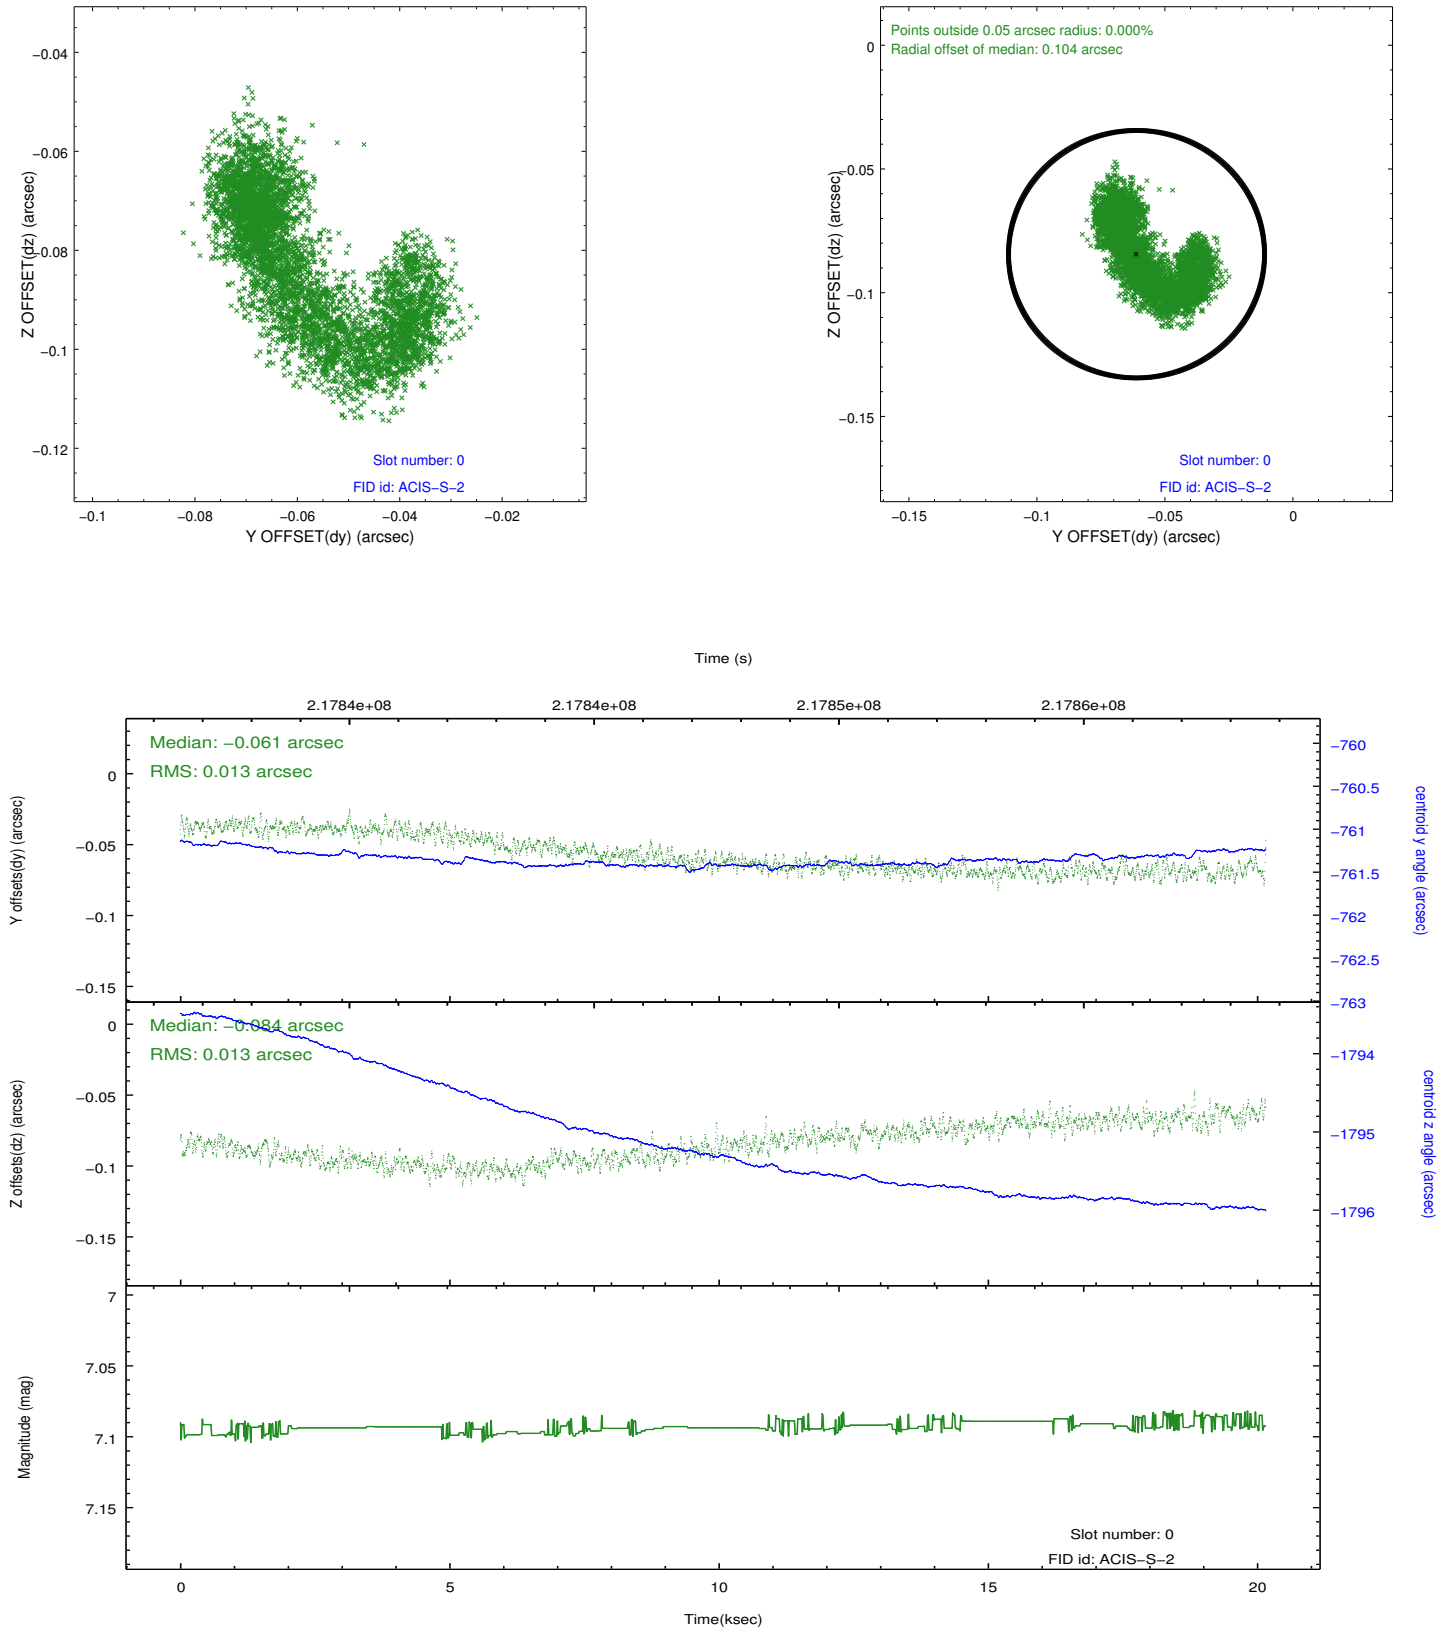 −0.04
−0.06
−0.08
−0.1
−0.12
Z OFFSET(dz) (arcsec)
Slot number: 0
FID id: ACIS−S−2
−0.1
−0.08
−0.06
−0.04
−0.02
Y OFFSET(dy) (arcsec)
Points outside 0.05 arcsec radius: 0.000%
Radial offset of median: 0.104 arcsec
0
−0.05
−0.1
−0.15
Z OFFSET(dz) (arcsec)
Slot number: 0
FID id: ACIS−S−2
−0.15
−0.1
−0.05
0
Y OFFSET(dy) (arcsec)
Time (s)
2.1784e+08
2.1784e+08
2.1785e+08
2.1786e+08
Median: −0.061 arcsec
RMS: 0.013 arcsec
0
−0.05
−0.1
−0.15
Y offsets(dy) (arcsec)
−760
−760.5
−761
−761.5
−762
−762.5
−763
centroid y angle (arcsec)
Median: −0.084 arcsec
RMS: 0.013 arcsec
0
−0.05
−0.1
−0.15
Z offsets(dz) (arcsec)
−1794
−1795
−1796
centroid z angle (arcsec)
7
7.05
7.1
7.15
Magnitude (mag)
Slot number: 0
FID id: ACIS−S−2
0
5
10
15
20
Time(ksec)